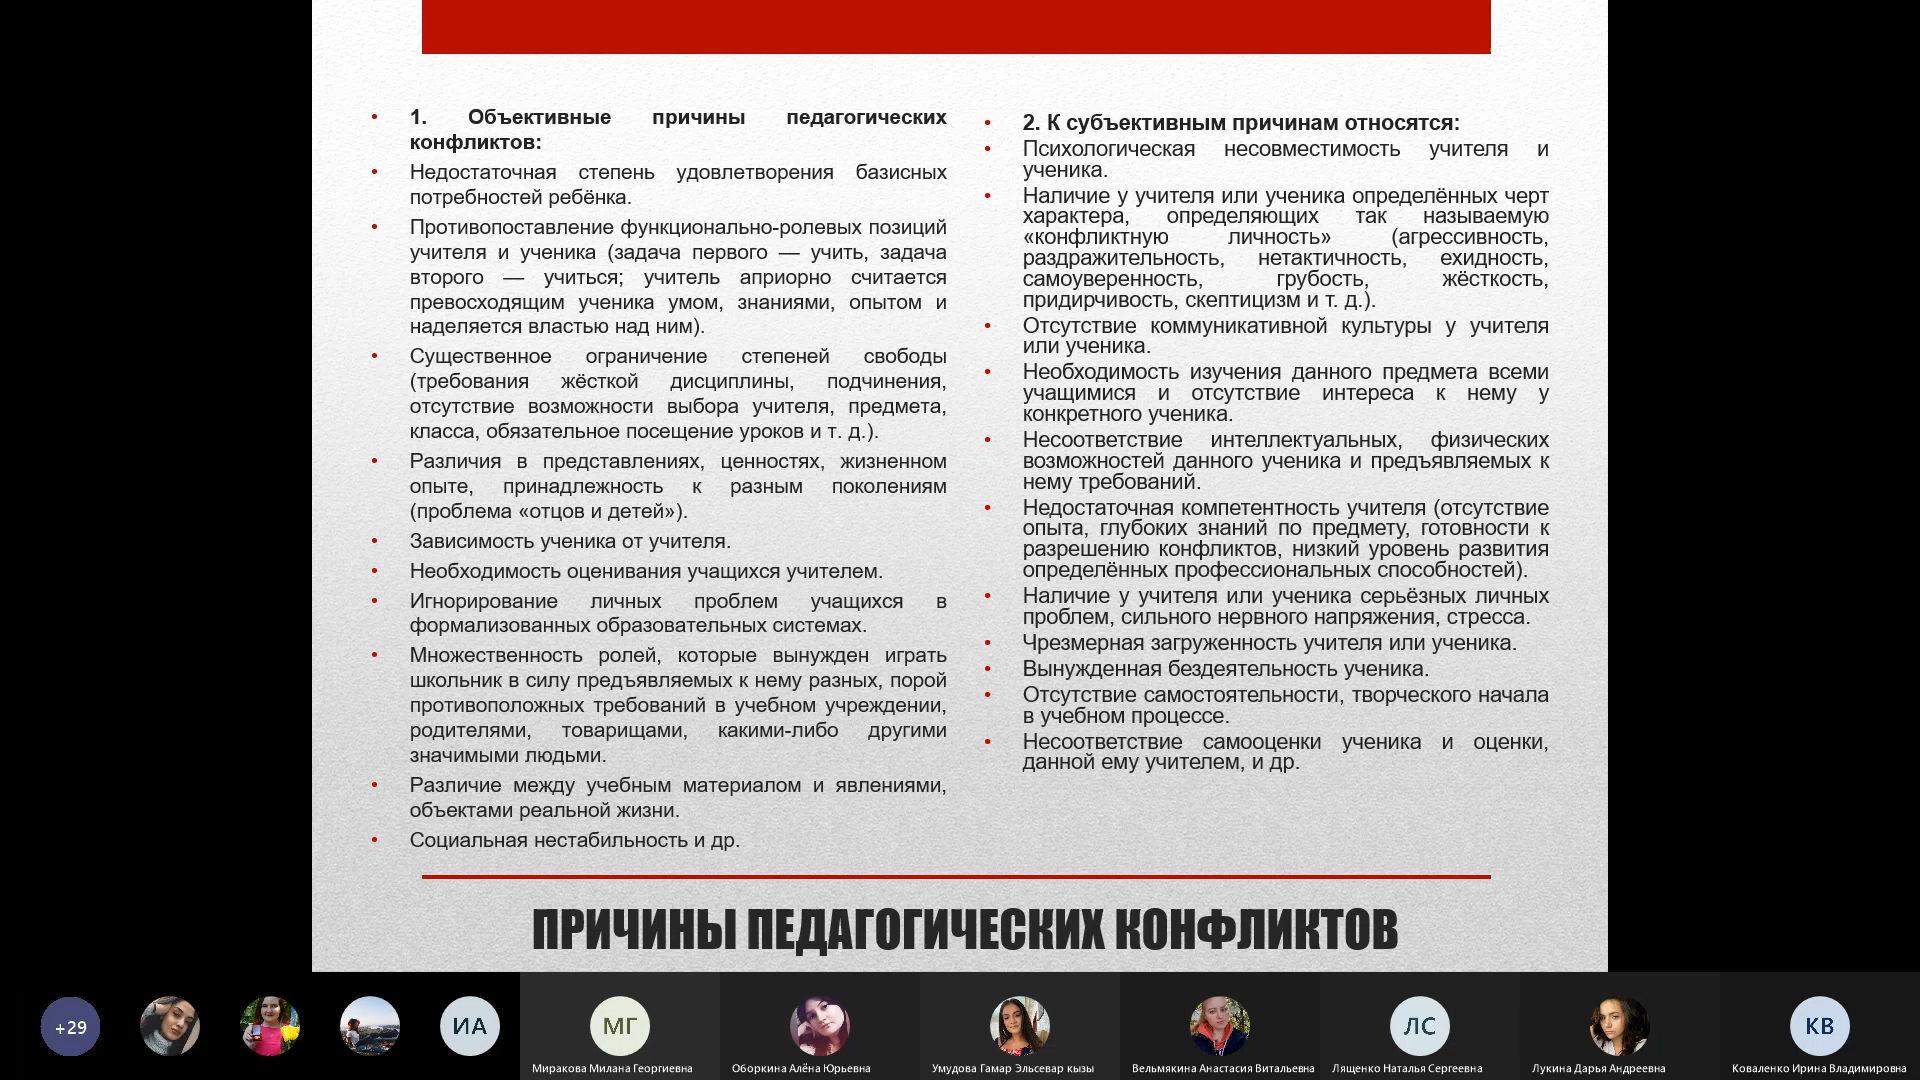 1. Объективные причины педагогических
конфликтов:
Недостаточная степень удовлетворения базисных
потребностей ребёнка.
Противопоставление функционально-ролевых позиций
учителя и ученика (задача первого — учить, задача
второго — учиться; учитель априорно считается
превосходящим ученика умом, знаниями, опытом и
наделяется властью над ним).
Существенное ограничение степеней свободы
(требования жёсткой дисциплины, подчинения,
отсутствие возможности выбора учителя, предмета,
класса, обязательное посещение уроков и т. д.).
Различия в представлениях, ценностях, жизненном
опыте, принадлежность к разным поколениям
(проблема «отцов и детей»).
Зависимость ученика от учителя.
Необходимость оценивания учащихся учителем.
Игнорирование личных проблем учащихся в
формализованных образовательных системах.
Множественность ролей, которые вынужден играть
школьник в силу предъявляемых к нему разных, порой
противоположных требований в учебном учреждении,
родителями, товарищами, какими-либо другими
значимыми людьми.
Различие между учебным материалом и явлениями,
объектами реальной жизни.
Социальная нестабильность и др.
2. К субъективным причинам относятся:
Психологическая несовместимость учителя и
ученика.
Наличие у учителя или ученика определённых черт
характера, определяющих так называемую
«конфликтную личность» (агрессивность,
раздражительность, нетактичность, ехидность,
самоуверенность, грубость, жёсткость,
придирчивость, скептицизм и т. д.).
Отсутствие коммуникативной культуры у учителя
или ученика.
Необходимость изучения данного предмета всеми
учащимися и отсутствие интереса к нему у
конкретного ученика.
Несоответствие интеллектуальных, физических
возможностей данного ученика и предъявляемых к
нему требований.
Недостаточная компетентность учителя (отсутствие
опыта, глубоких знаний по предмету, готовности к
разрешению конфликтов, низкий уровень развития
определённых профессиональных способностей).
Наличие у учителя или ученика серьёзных личных
проблем, сильного нервного напряжения, стресса.
Чрезмерная загруженность учителя или ученика.
Вынужденная бездеятельность ученика.
Отсутствие самостоятельности, творческого начала
в учебном процессе.
Несоответствие самооценки ученика и оценки,
данной ему учителем, и др.
ПРИЧИНЫ ПЕДАГОГИЧЕСКИХ КОНФЛИКТОВ
+29
ИА
МГ
ЛС
КВ
Миракова Милана Георгиевна
Оборкина Алёна Юрьевна
Умудова Гамар Эльсевар кызы
Вельмякина Анастасия Витальевна
Лященко Наталья Сергеевна
Лукина Дарья Андреевна
Коваленко Ирина Владимировна